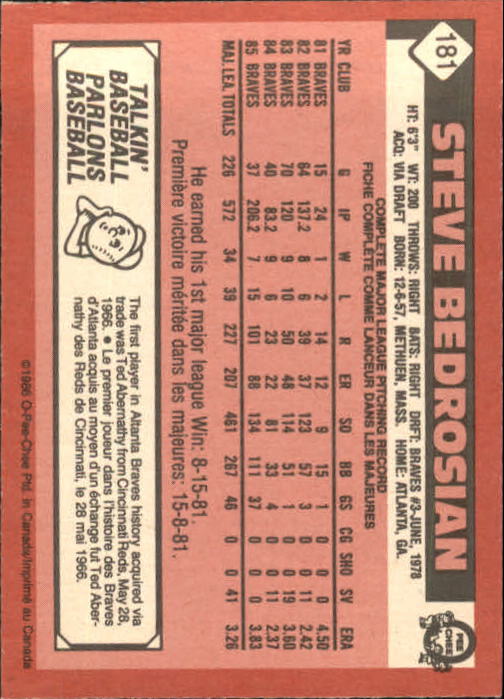 181
STEVE BEDROSIAN
O
PEE
CHEE
HT: 6'3" WT: 200 THROWS: RIGHT BATS: RIGHT DRFT: BRAVES #3-JUNE, 1978
ACQ: VIA DRAFT BORN: 12-6-57, METHUEN, MASS. HOME: ATLANTA, GA.
COMPLETE MAJOR LEAGUE PITCHING RECORD
FICHE COMPLÈTE COMME LANCEUR DANS LES MAJEURES
YR CLUB G IP W L R ER SO BB GS CG SHO SV ERA
81 BRAVES 15 24 1 2 14 12 9 15 1 0 0 0 4.50
82 BRAVES 64 137.2 8 6 39 37 123 57 3 0 0 11 2.42
83 BRAVES 70 120 9 10 50 48 114 51 1 0 0 19 3.60
84 BRAVES 40 83.2 9 6 23 22 81 33 4 0 0 11 2.37
85 BRAVES 37 206.2 7 15 101 88 134 111 37 0 0 0 3.83
MAJ. LEA. TOTALS 226 572 34 39 227 207 461 267 46 0 0 41 3.26
He earned his 1st major league Win: 8-15-81.
Première victoire méritée dans les majeures: 15-8-81.
TALKIN'
BASEBALL
PARLONS
BASEBALL
The first player in Atlanta Braves history acquired via
trade was Ted Abernathy from Cincinnati Reds, May 28,
1966. ● Le premier joueur dans l'histoire des Braves
d'Atlanta acquis au moyen d'un échange fut Ted Aber-
nathy des Reds de Cincinnati, le 28 mai 1966.
©1986 O-Pee-Chee Ptd. in Canada/Imprimé au Canada